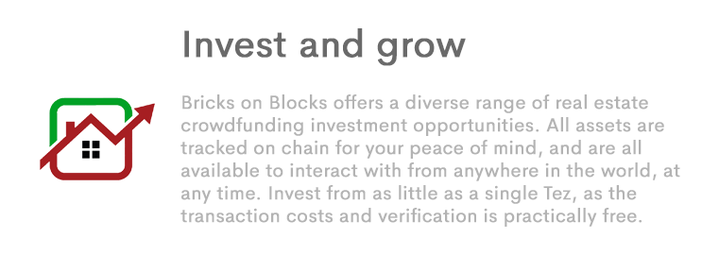 Invest and grow
Bricks on Blocks offers a diverse range of real estate
crowdfunding investment opportunities. All assets are
tracked on chain for your peace of mind, and are all
available to interact with from anywhere in the world, at
any time. Invest from as little as a single Tez, as the
transaction costs and verification is practically free.